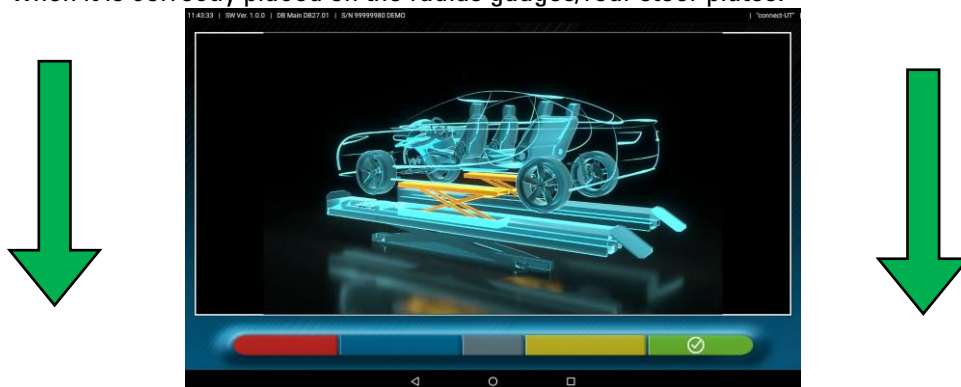 When it is correctly placed on the radius gauges/rear steer plates.
11:43:33 | SW Ver. 1.0.0 | DB Main DB27.01 | S/N 99999980 DEMO | "connect-UT" |